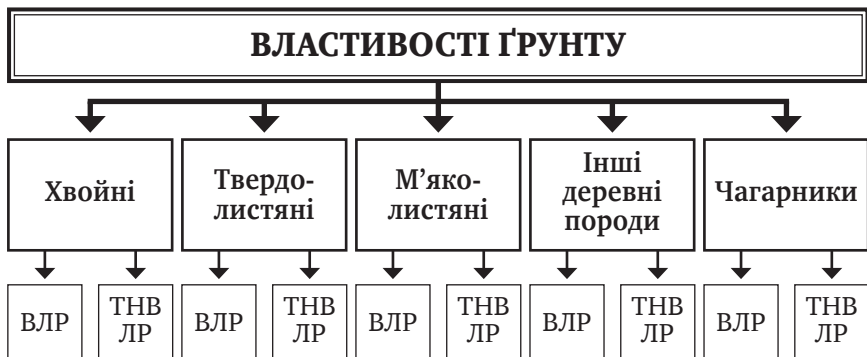 ВЛАСТИВОСТІ ҐРУНТУ
Хвойні
Твердо-
листяні
М’яко-
листяні
Інші
деревні
породи
Чагарники
ВЛР
ТНВ
ЛР
ВЛР
ТНВ
ЛР
ВЛР
ТНВ
ЛР
ВЛР
ТНВ
ЛР
ВЛР
ТНВ
ЛР